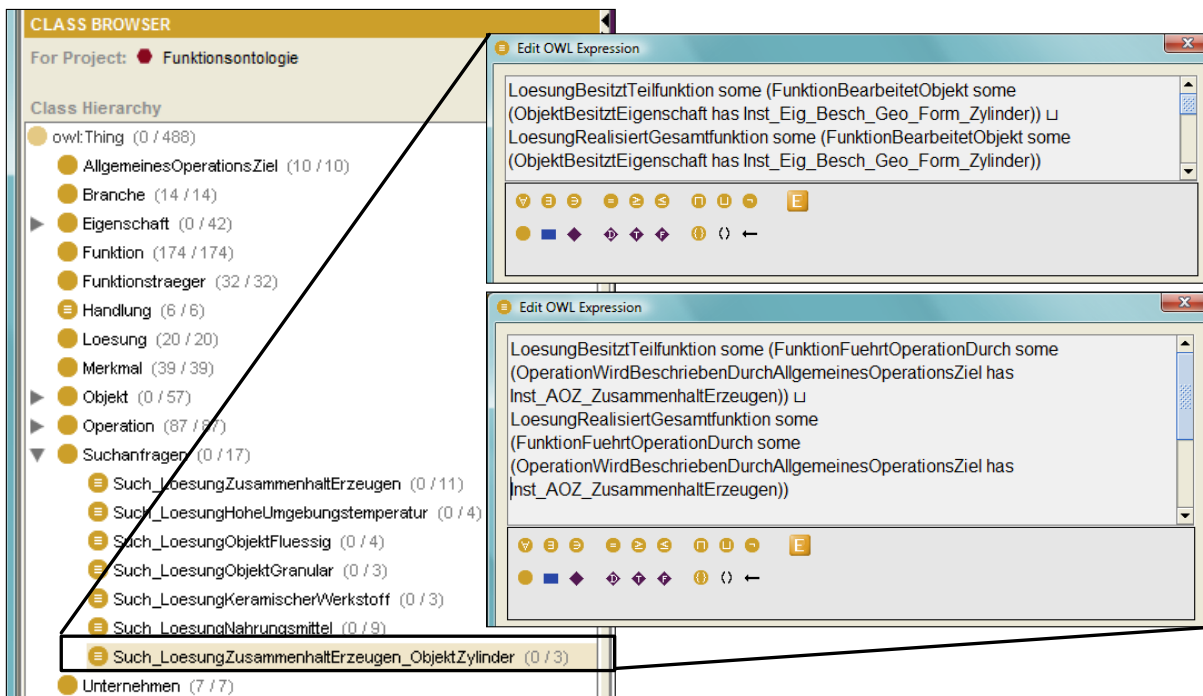 CLASS BROWSER
For Project: Funktionsontologie
Class Hierarchy
owl:Thing (0 / 488)
AllgemeinesOperationsZiel (10 / 10)
Branche (14 / 14)
Eigenschaft (0 / 42)
Funktion (174 / 174)
Funktionstraeger (32 / 32)
Handlung (6 / 6)
Loesung (20 / 20)
Merkmal (39 / 39)
Objekt (0 / 57)
Operation (87 / 87)
Suchanfragen (0 / 17)
Such_LoesungZusammenhaltErzeugen (0 / 11)
Such_LoesungHoheUmgebungstemperatur (0 / 4)
Such_LoesungObjektFluessig (0 / 4)
Such_LoesungObjektGranular (0 / 3)
Such_LoesungKeramischerWerkstoff (0 / 3)
Such_LoesungNahrungsmittel (0 / 9)
Such_LoesungZusammenhaltErzeugen_ObjektZylinder (0 / 3)
Unternehmen (7 / 7)
Edit OWL Expression
LoesungBesitztTeilfunktion some (FunktionBearbeitetObjekt some
(ObjektBesitztEigenschaft has Inst_Eig_Besch_Geo_Form_Zylinder)) ⊔
LoesungRealisiertGesamtfunktion some (FunktionBearbeitetObjekt some
(ObjektBesitztEigenschaft has Inst_Eig_Besch_Geo_Form_Zylinder))
∀ ∃ ∋ = ≥ ≤ ⊓ ⊔ ¬ E
D T F {} () ←
Edit OWL Expression
LoesungBesitztTeilfunktion some (FunktionFuehrtOperationDurch some
(OperationWirdBeschriebenDurchAllgemeinesOperationsZiel has
Inst_AOZ_ZusammenhaltErzeugen)) ⊔
LoesungRealisiertGesamtfunktion some
(FunktionFuehrtOperationDurch some
(OperationWirdBeschriebenDurchAllgemeinesOperationsZiel has
Inst_AOZ_ZusammenhaltErzeugen))
∀ ∃ ∋ = ≥ ≤ ⊓ ⊔ ¬ E
D T F {} () ←